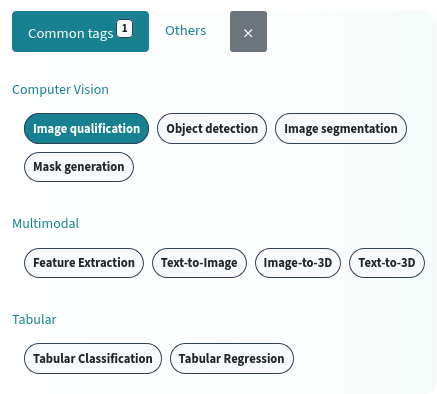 Common tags 1 Others ×
Computer Vision
Image qualification Object detection Image segmentation
Mask generation
Multimodal
Feature Extraction Text-to-Image Image-to-3D Text-to-3D
Tabular
Tabular Classification Tabular Regression